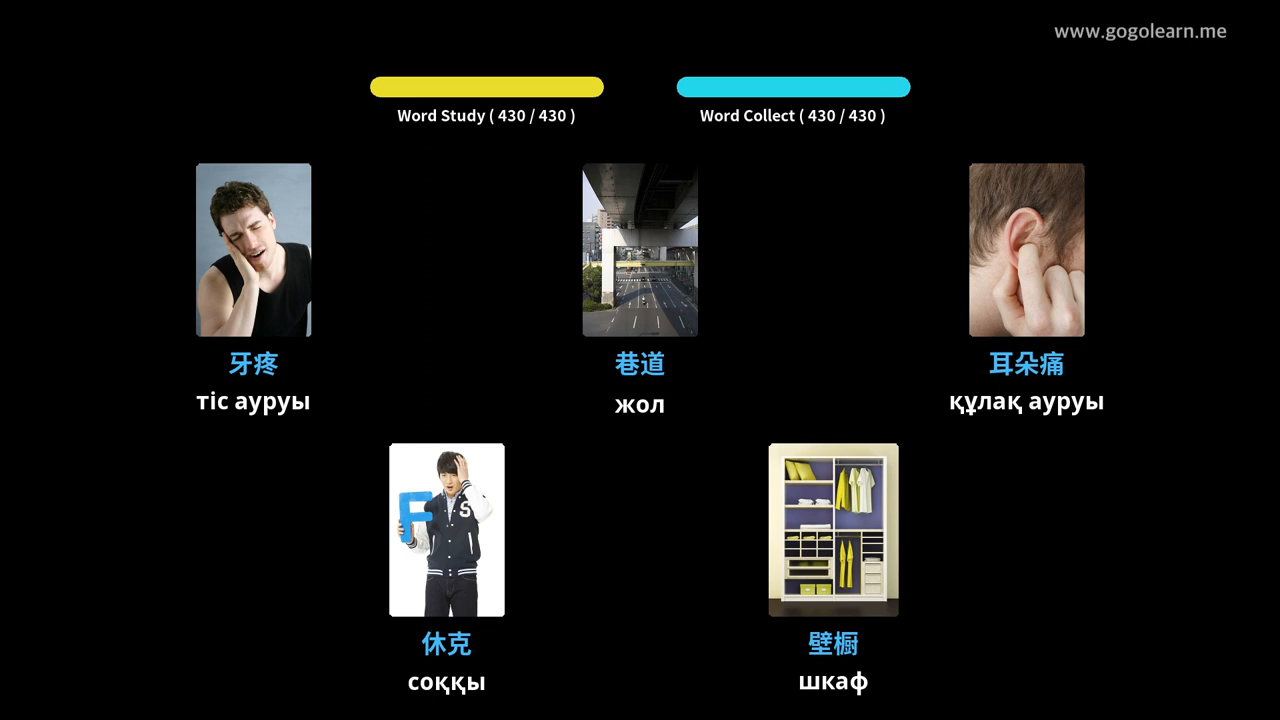 www.gogolearn.me
Word Study ( 430 / 430 )
Word Collect ( 430 / 430 )
牙疼
тіс ауруы
巷道
жол
耳朵痛
құлақ ауруы
F
S
休克
соққы
壁橱
шкаф